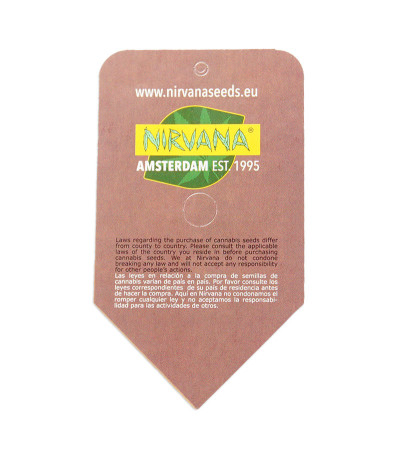 www.nirvanaseeds.eu
NIRVANA®
AMSTERDAM EST. 1995
Laws regarding the purchase of cannabis seeds differ
from county to country. Please consult the applicable
laws of the country you reside in before purchasing
cannabis seeds. We at Nirvana do not condone
breaking any law and will not accept any responsibility
for other people's actions.
Las leyes en relación a la compra de semillas de
cannabis varían de país en país. Por favor consulte los
leyes correspondientes de su país de residencia antes
de hacer la compra. Aquí en Nirvana no condonamos el
romper cualquier ley y no aceptamos la responsabi-
lidad para las actividades de otros.